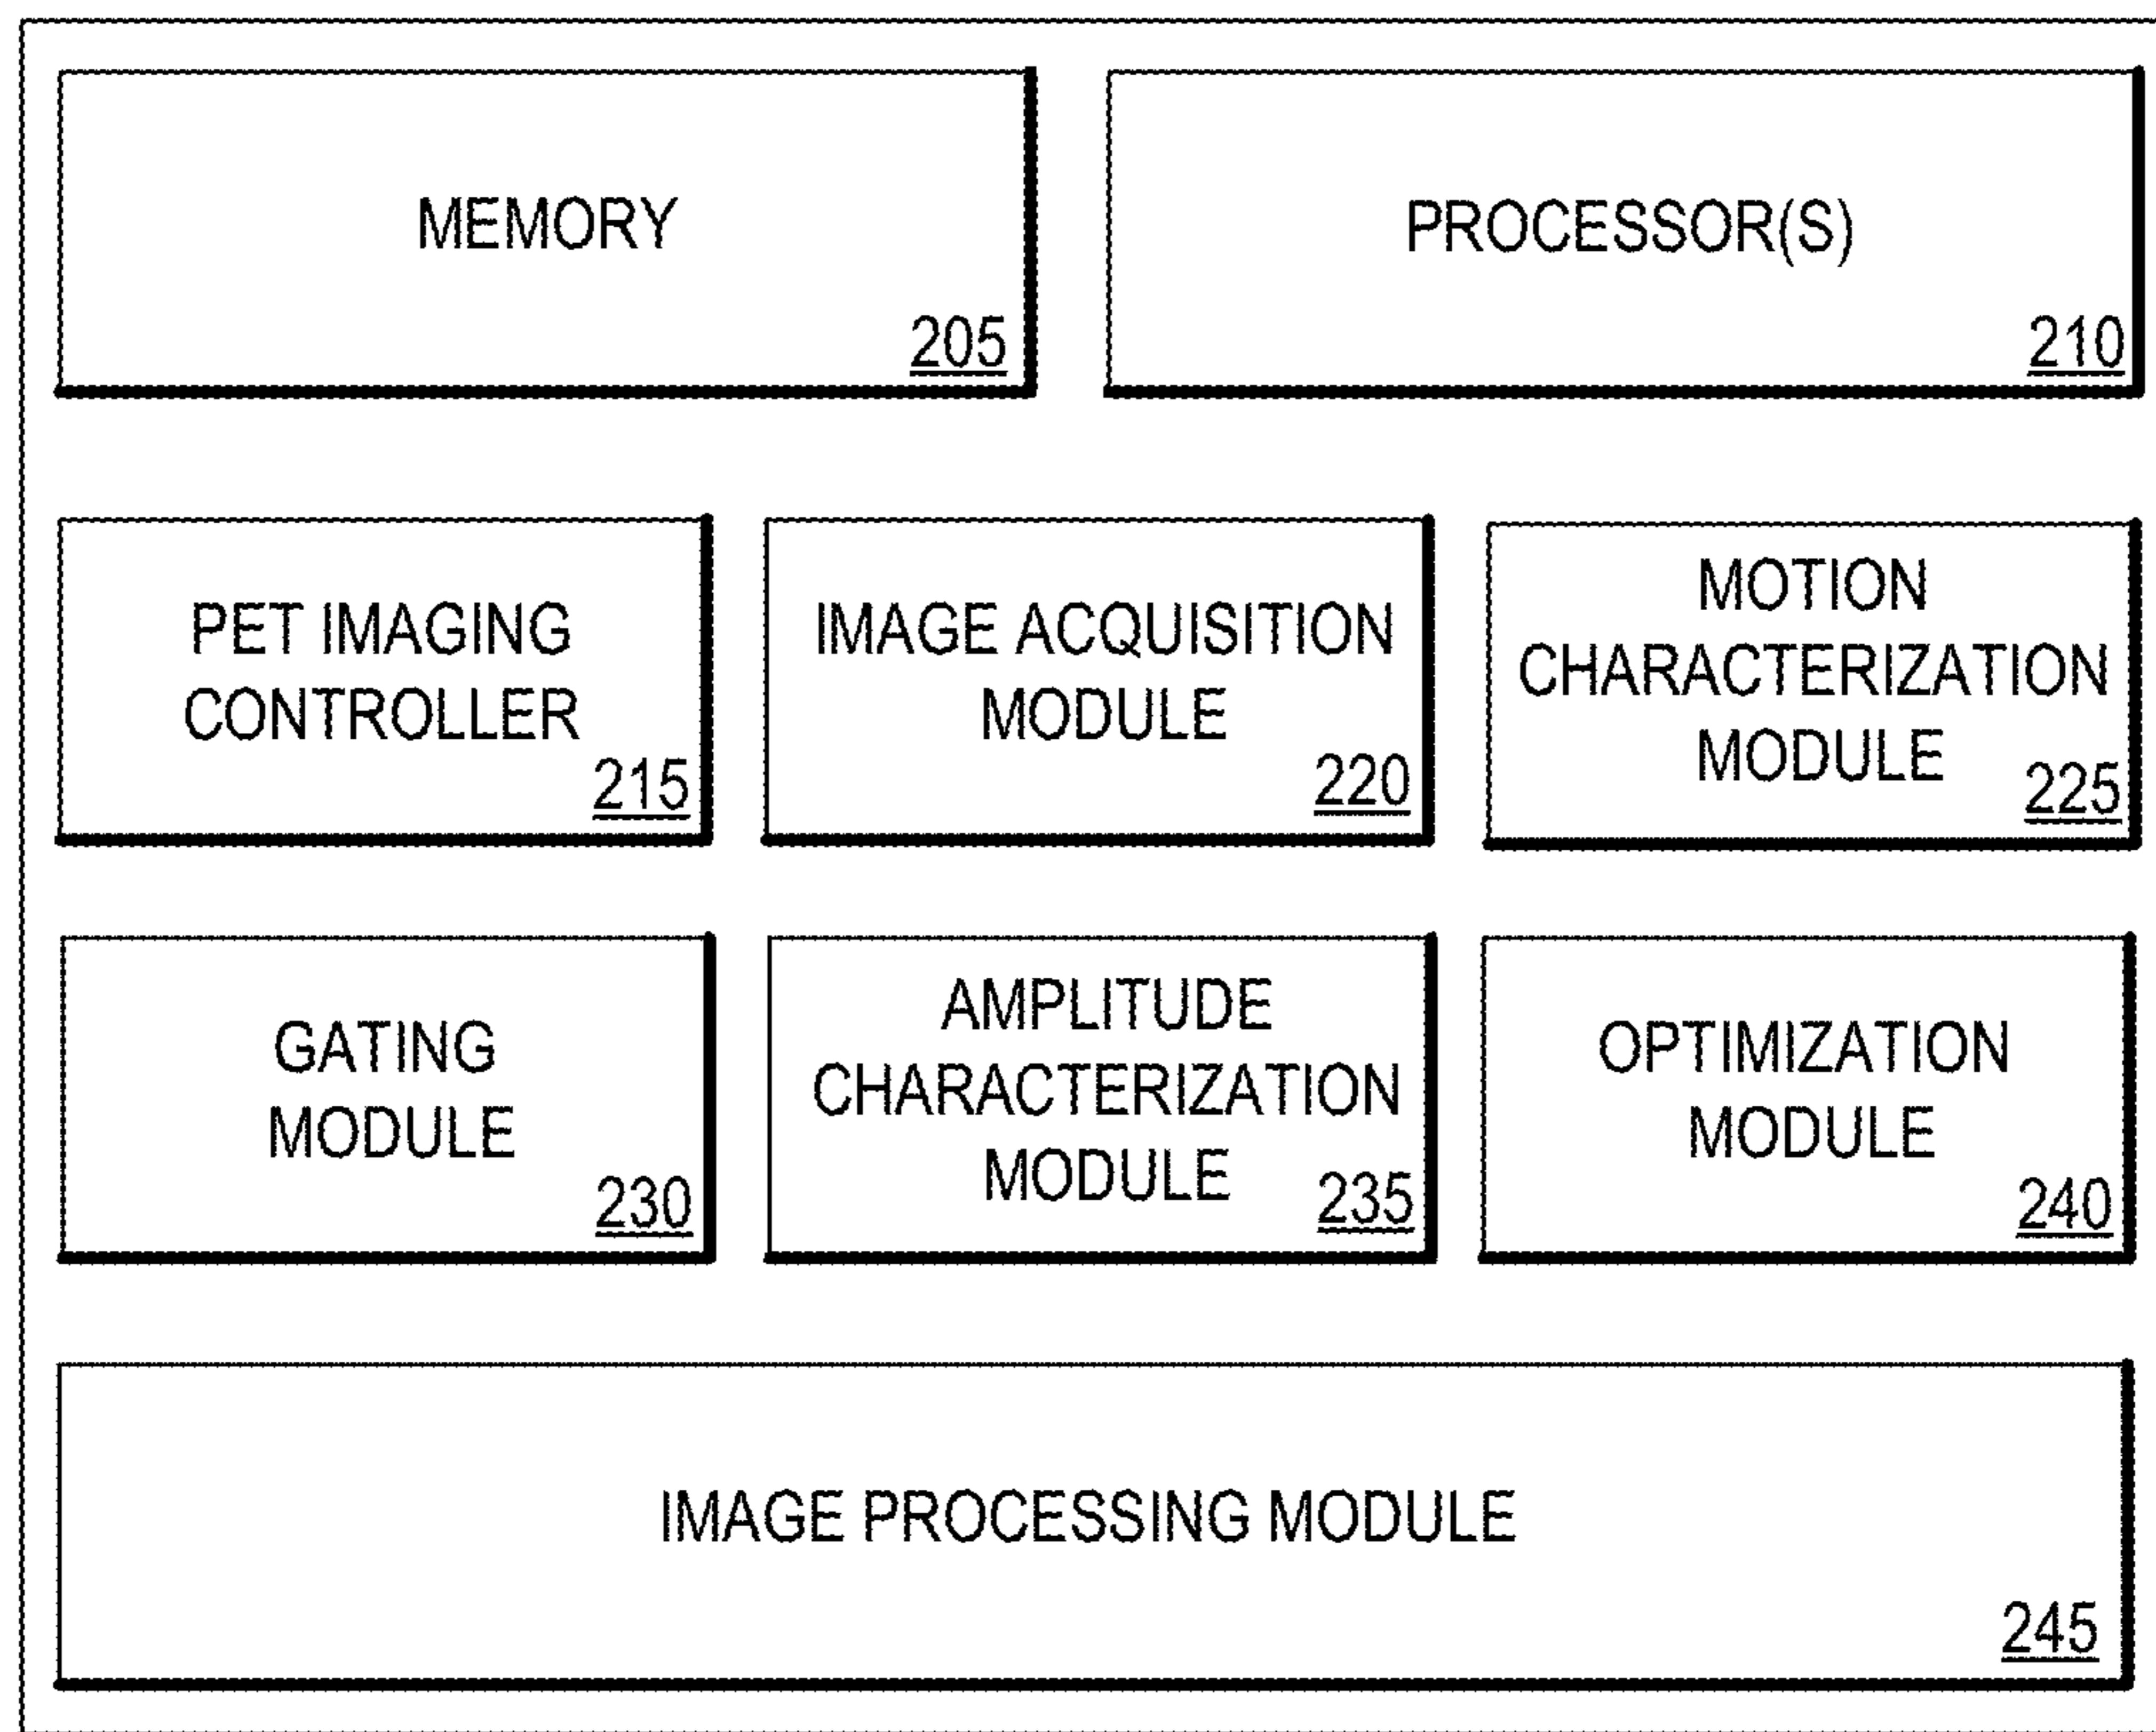 MEMORY
205
PROCESSOR(S)
210
PET IMAGING
CONTROLLER
215
IMAGE ACQUISITION
MODULE
220
MOTION
CHARACTERIZATION
MODULE
225
GATING
MODULE
230
AMPLITUDE
CHARACTERIZATION
MODULE
235
OPTIMIZATION
MODULE
240
IMAGE PROCESSING MODULE
245